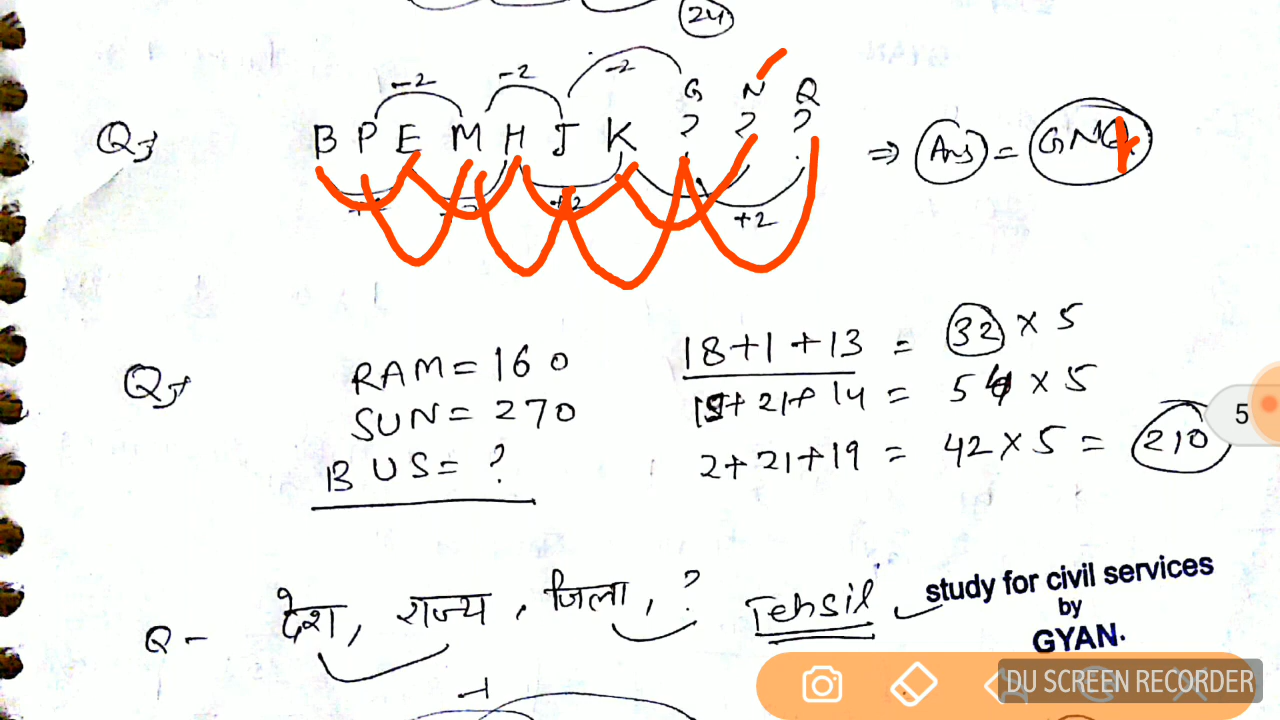 24
-2 -2 -2 G N Q
Q→ B P E M H J K ? ? ? ⇒ Ans = GNQ
+2 +2
Q→ RAM = 160 18+1+13 = 32 × 5
SUN = 270 19+21+14 = 54 × 5
BUS = ? 2+21+19 = 42 × 5 = 210
5
Q - देश, राज्य, जिला, ? Tehsil
study for civil services
by
GYAN.
-1
DU SCREEN RECORDER